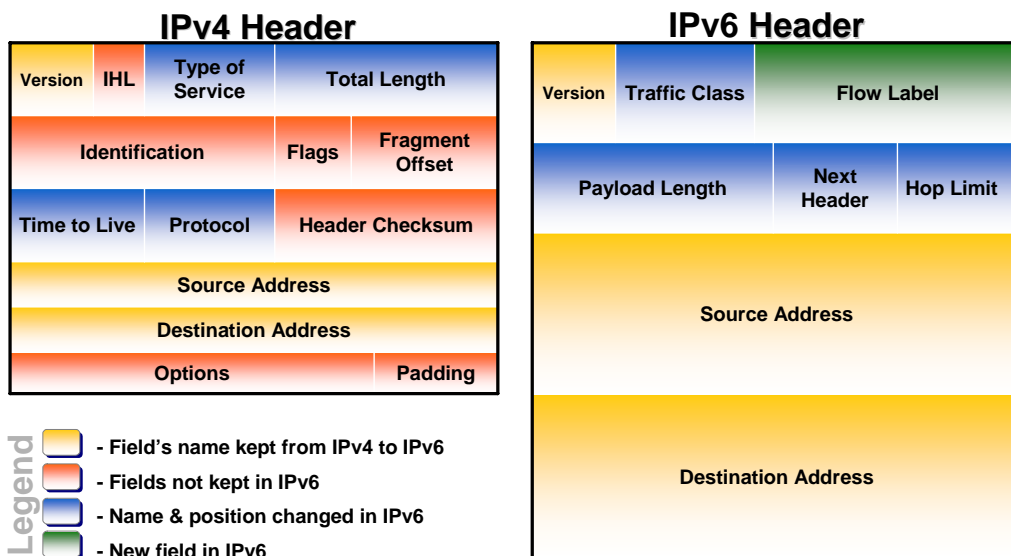 IPv4 Header
Version IHL Type of Service Total Length
Identification Flags Fragment Offset
Time to Live Protocol Header Checksum
Source Address
Destination Address
Options Padding
IPv6 Header
Version Traffic Class Flow Label
Payload Length Next Header Hop Limit
Source Address
Destination Address
Legend
- Field's name kept from IPv4 to IPv6
- Fields not kept in IPv6
- Name & position changed in IPv6
- New field in IPv6